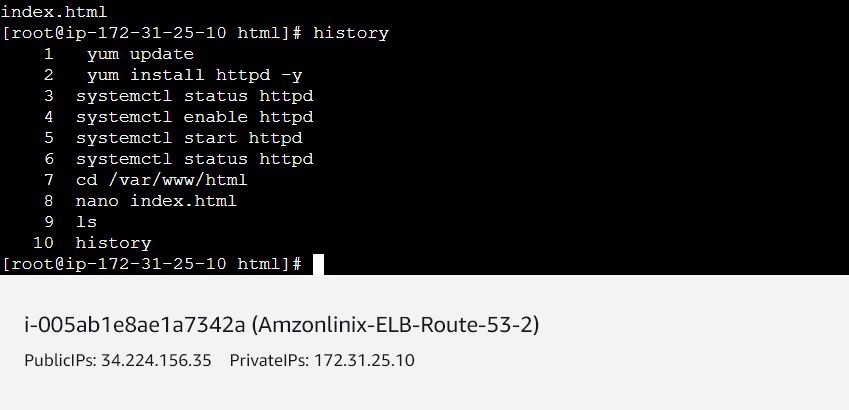 index.html
[root@ip-172-31-25-10 html]# history
1 yum update
2 yum install httpd -y
3 systemctl status httpd
4 systemctl enable httpd
5 systemctl start httpd
6 systemctl status httpd
7 cd /var/www/html
8 nano index.html
9 ls
10 history
[root@ip-172-31-25-10 html]#
i-005ab1e8ae1a7342a (Amzonlinix-ELB-Route-53-2)
PublicIPs: 34.224.156.35 PrivateIPs: 172.31.25.10